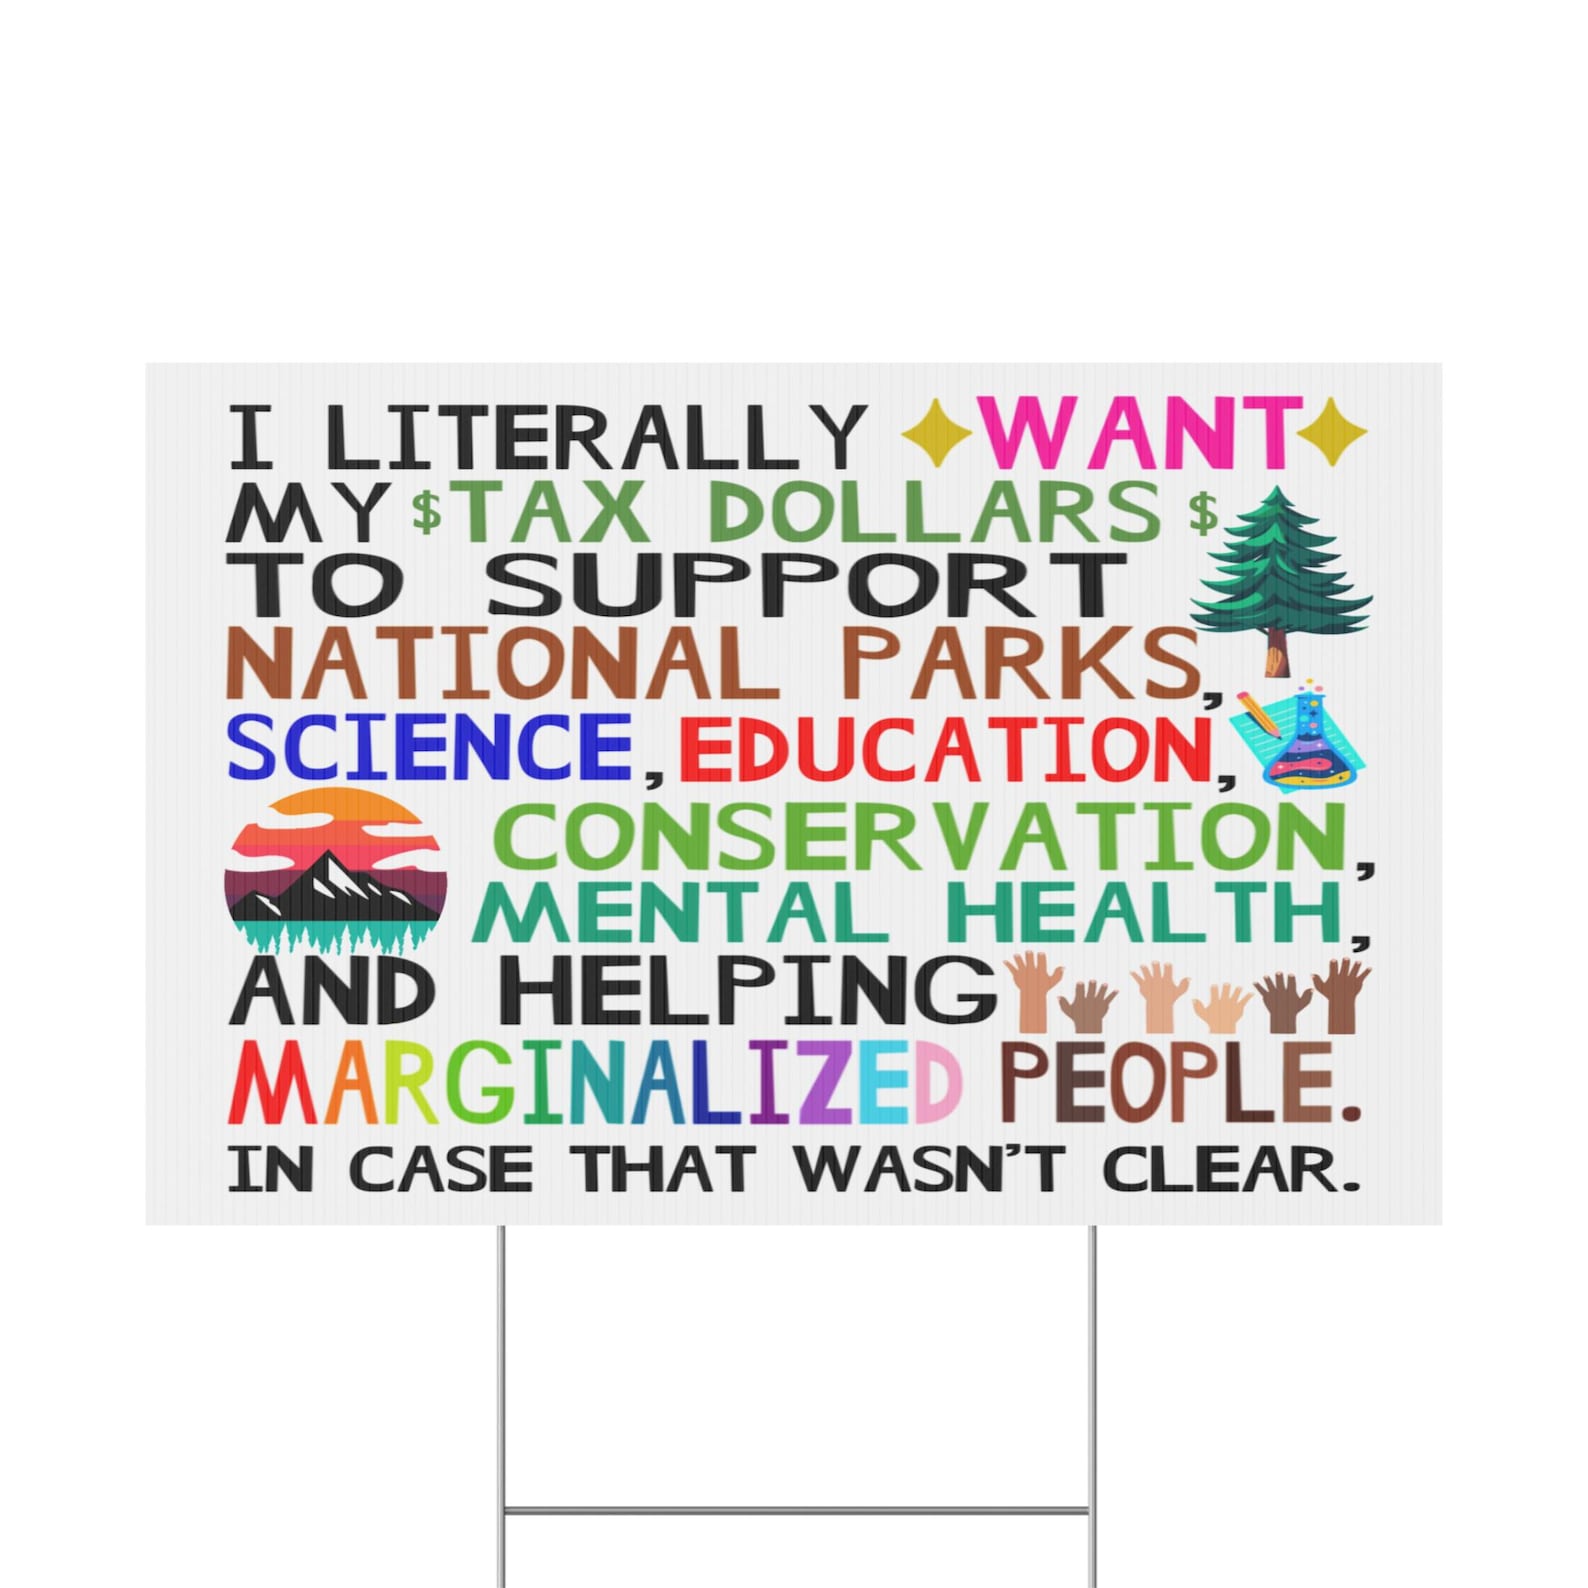 I LITERALLY WANT
MY $TAX DOLLARS $
TO SUPPORT
NATIONAL PARKS,
SCIENCE, EDUCATION,
CONSERVATION,
MENTAL HEALTH,
AND HELPING
MARGINALIZED PEOPLE.
IN CASE THAT WASN'T CLEAR.